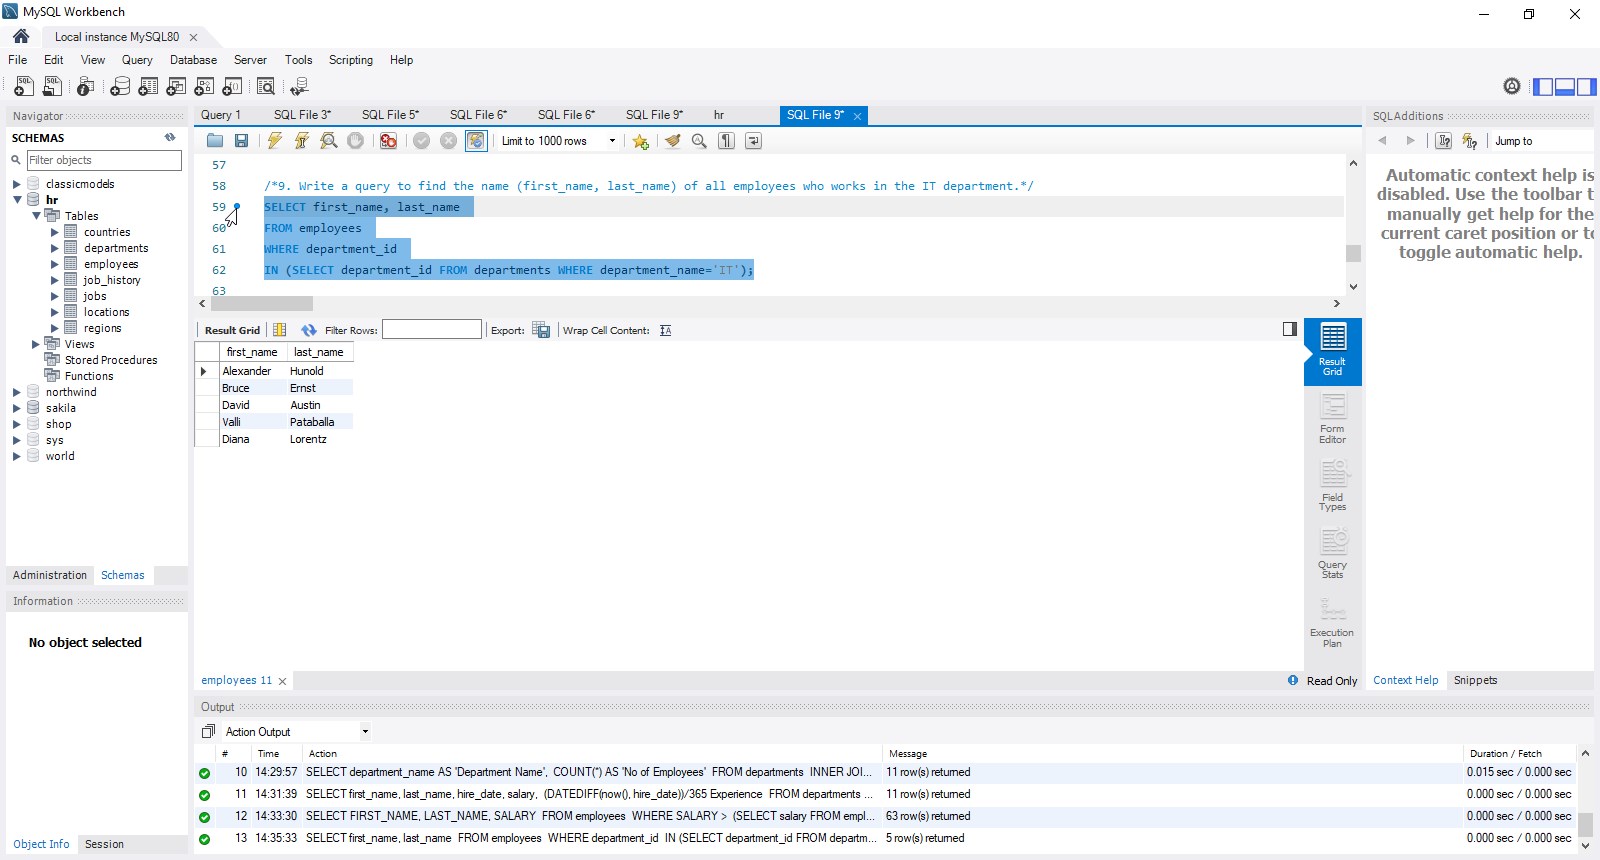 MySQL Workbench
Local instance MySQL80
File Edit View Query Database Server Tools Scripting Help
Navigator
SCHEMAS
Filter objects
classicmodels
hr
Tables
countries
departments
employees
job_history
jobs
locations
regions
Views
Stored Procedures
Functions
northwind
sakila
shop
sys
world
Administration Schemas
Information
No object selected
Object Info Session
Query 1 SQL File 3* SQL File 5* SQL File 6* SQL File 6* SQL File 9* hr SQL File 9*
Limit to 1000 rows
57
58 /*9. Write a query to find the name (first_name, last_name) of all employees who works in the IT department.*/
59 SELECT first_name, last_name
60 FROM employees
61 WHERE department_id
62 IN (SELECT department_id FROM departments WHERE department_name='IT');
63
Result Grid Filter Rows: Export: Wrap Cell Content:
first_name last_name
Alexander Hunold
Bruce Ernst
David Austin
Valli Pataballa
Diana Lorentz
Result
Grid
Form
Editor
Field
Types
Query
Stats
Execution
Plan
employees 11 Read Only
SQLAdditions
Jump to
Automatic context help is
disabled. Use the toolbar t
manually get help for the
current caret position or to
toggle automatic help.
Context Help Snippets
Output
Action Output
# Time Action Message Duration / Fetch
10 14:29:57 SELECT department_name AS 'Department Name', COUNT(*) AS 'No of Employees' FROM departments INNER JOI... 11 row(s) returned 0.015 sec / 0.000 sec
11 14:31:39 SELECT first_name, last_name, hire_date, salary, (DATEDIFF(now(), hire_date))/365 Experience FROM departments ... 11 row(s) returned 0.000 sec / 0.000 sec
12 14:33:30 SELECT FIRST_NAME, LAST_NAME, SALARY FROM employees WHERE SALARY > (SELECT salary FROM empl... 63 row(s) returned 0.000 sec / 0.000 sec
13 14:35:33 SELECT first_name, last_name FROM employees WHERE department_id IN (SELECT department_id FROM departm... 5 row(s) returned 0.000 sec / 0.000 sec